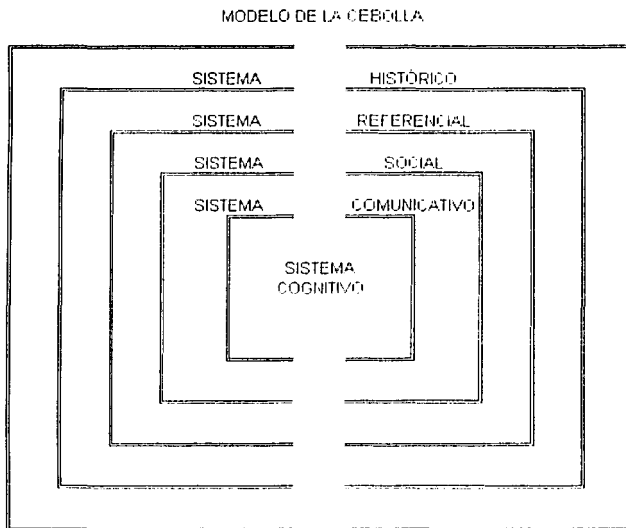 MODELO DE LA CEBOLLA
SISTEMA HISTÓRICO
SISTEMA REFERENCIAL
SISTEMA SOCIAL
SISTEMA COMUNICATIVO
SISTEMA
COGNITIVO